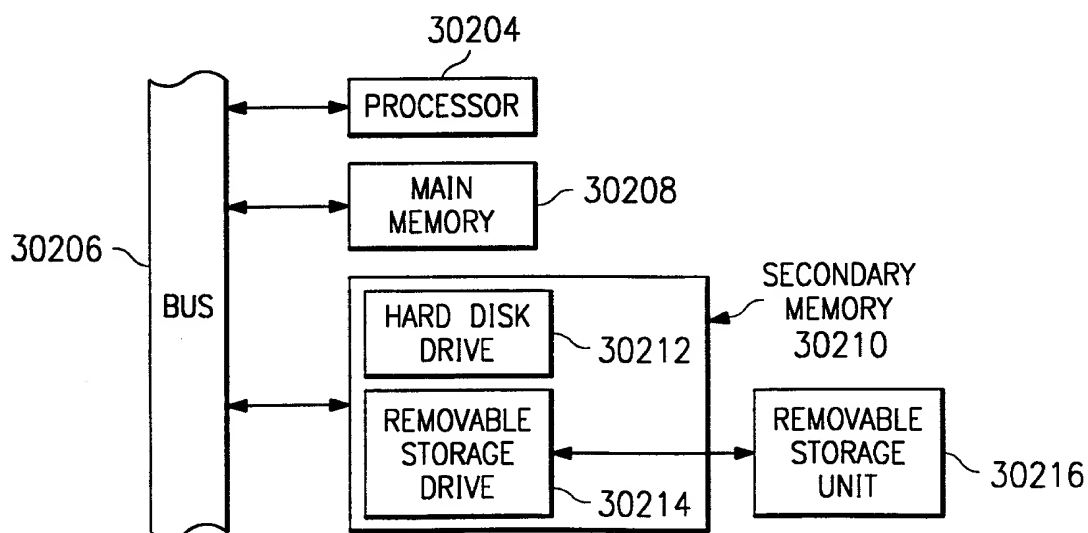 30204
PROCESSOR
MAIN
MEMORY
30208
30206
BUS
SECONDARY
MEMORY
30210
HARD DISK
DRIVE
30212
REMOVABLE
STORAGE
DRIVE
30214
REMOVABLE
STORAGE
UNIT
30216